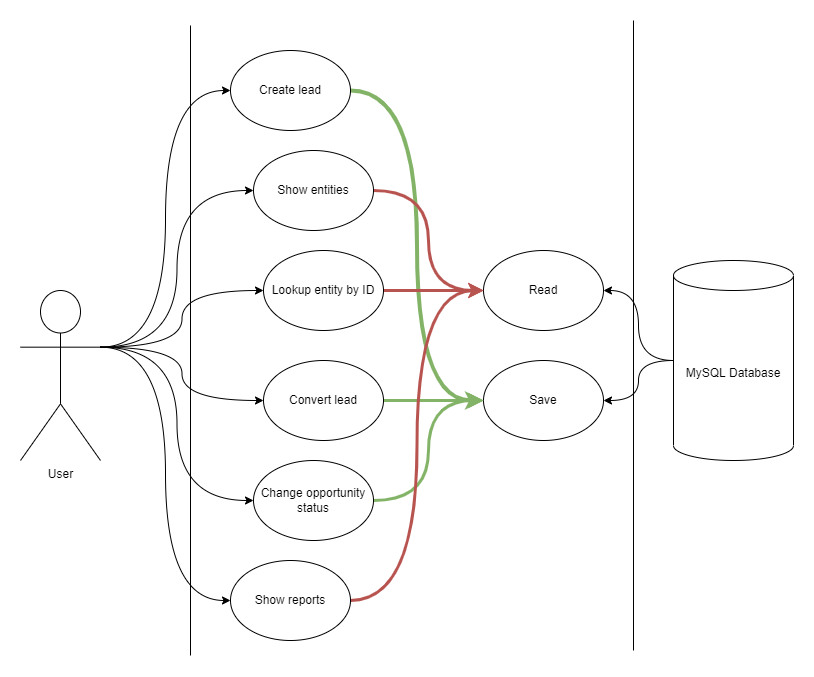 Create lead
Show entities
Lookup entity by ID
Read
MySQL Database
Convert lead
Save
User
Change opportunity
status
Show reports